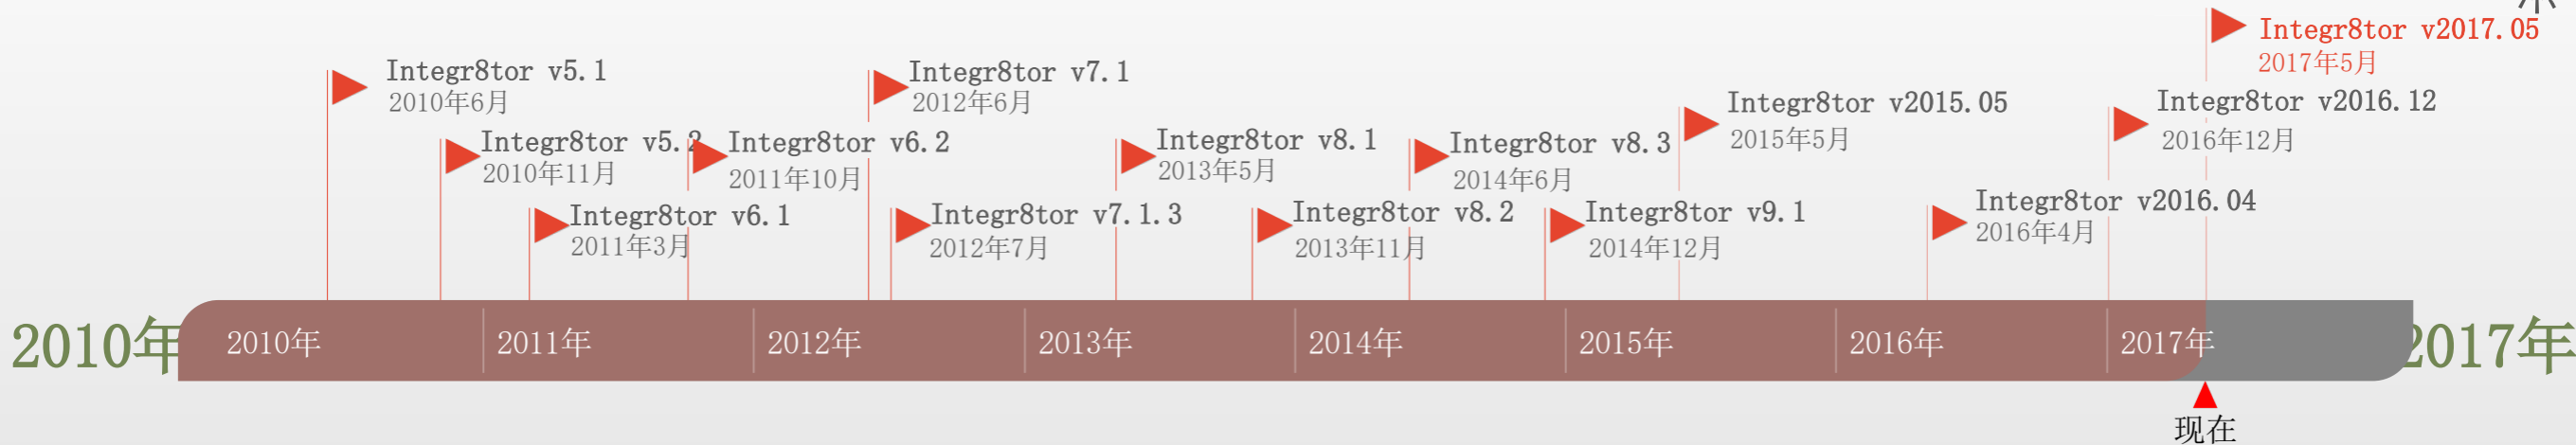 Integr8tor v5.1
2010年6月
Integr8tor v5.2
2010年11月
Integr8tor v6.1
2011年3月
Integr8tor v6.2
2011年10月
Integr8tor v7.1
2012年6月
Integr8tor v7.1.3
2012年7月
Integr8tor v8.1
2013年5月
Integr8tor v8.2
2013年11月
Integr8tor v8.3
2014年6月
Integr8tor v9.1
2014年12月
Integr8tor v2015.05
2015年5月
Integr8tor v2016.04
2016年4月
Integr8tor v2016.12
2016年12月
Integr8tor v2017.05
2017年5月
2010年 2010年 2011年 2012年 2013年 2014年 2015年 2016年 2017年 2017年
现在